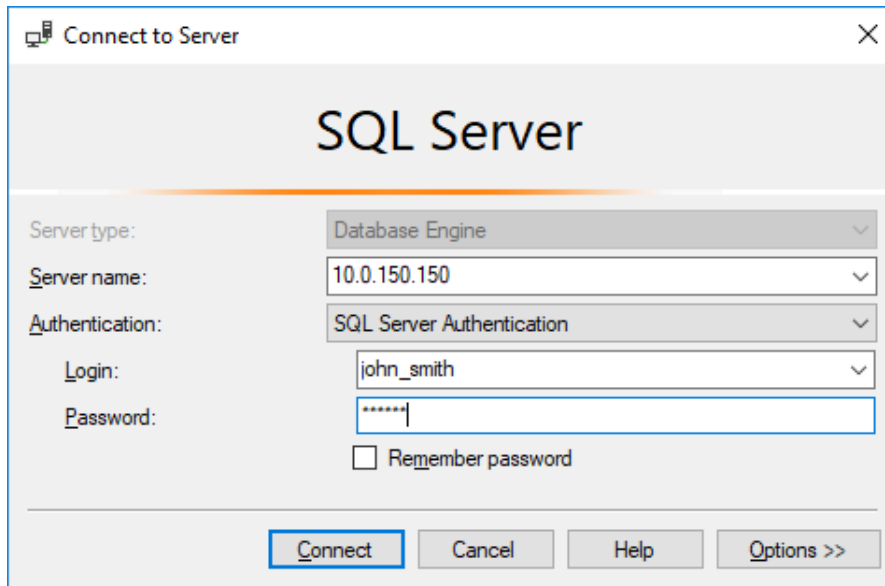 Connect to Server
SQL Server
Server type: Database Engine
Server name: 10.0.150.150
Authentication: SQL Server Authentication
Login: john_smith
Password: ******
Remember password
Connect Cancel Help Options >>